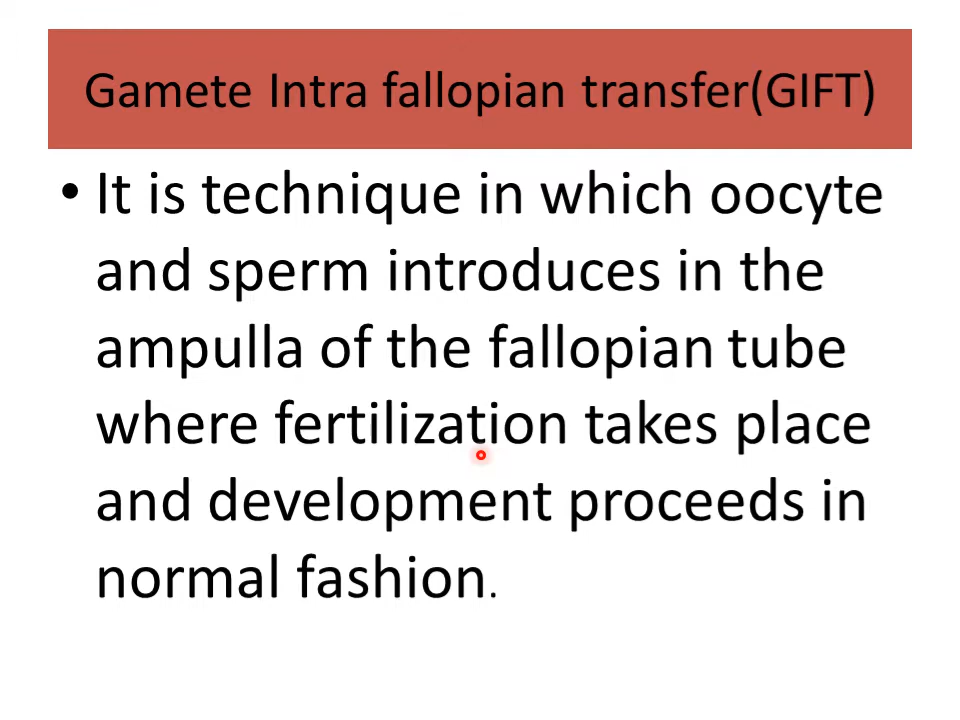 Gamete Intra fallopian transfer(GIFT)
• It is technique in which oocyte
and sperm introduces in the
ampulla of the fallopian tube
where fertilization takes place
and development proceeds in
normal fashion.